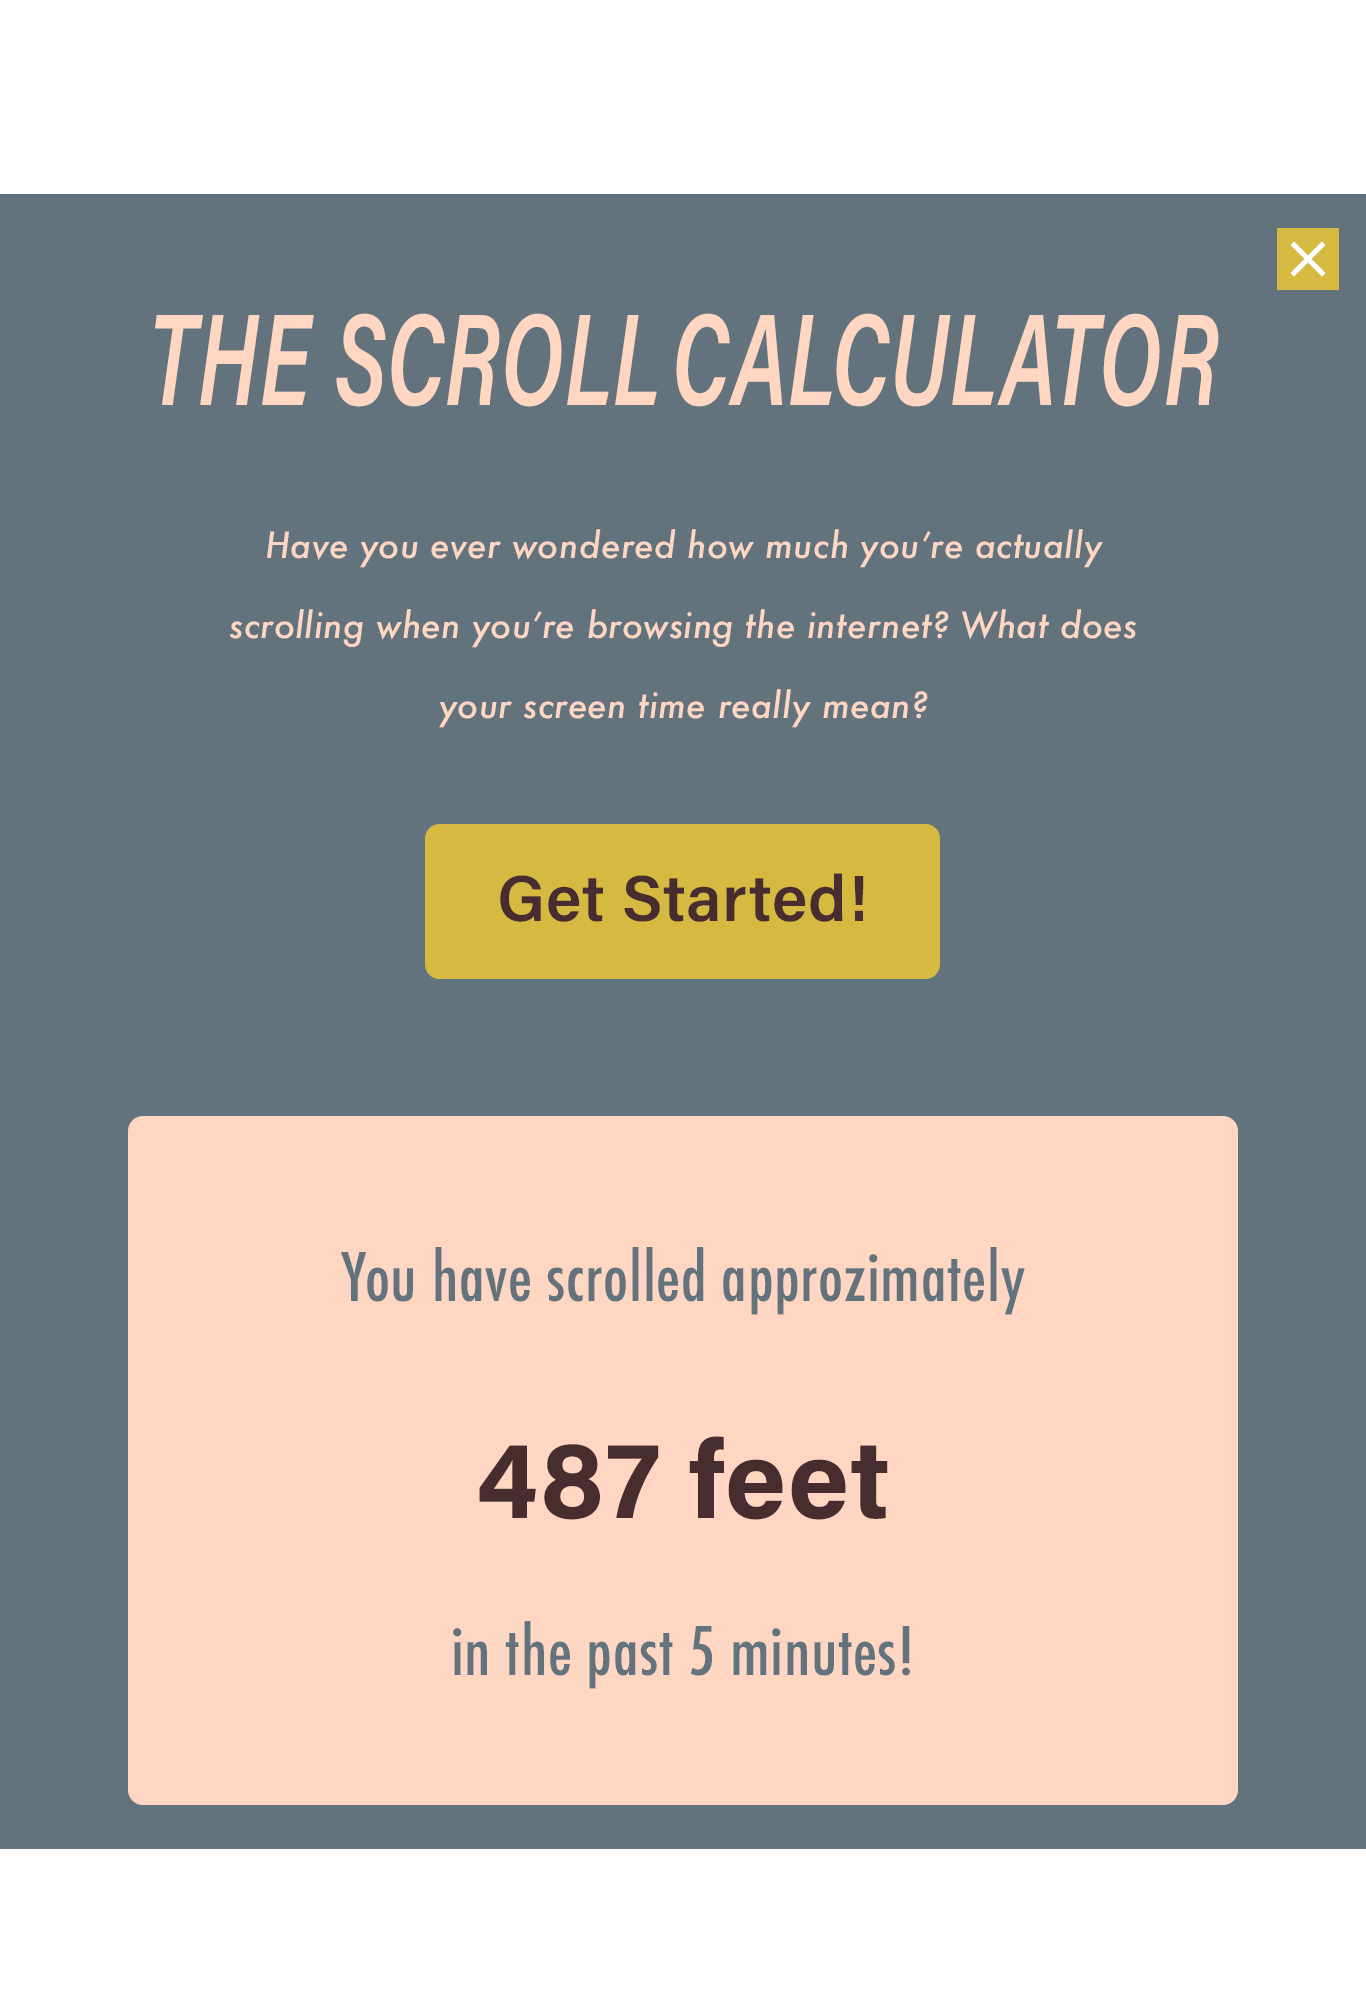 THE SCROLL CALCULATOR
Have you ever wondered how much you’re actually
scrolling when you’re browsing the internet? What does
your screen time really mean?
Get Started!
You have scrolled approzimately
487 feet
in the past 5 minutes!